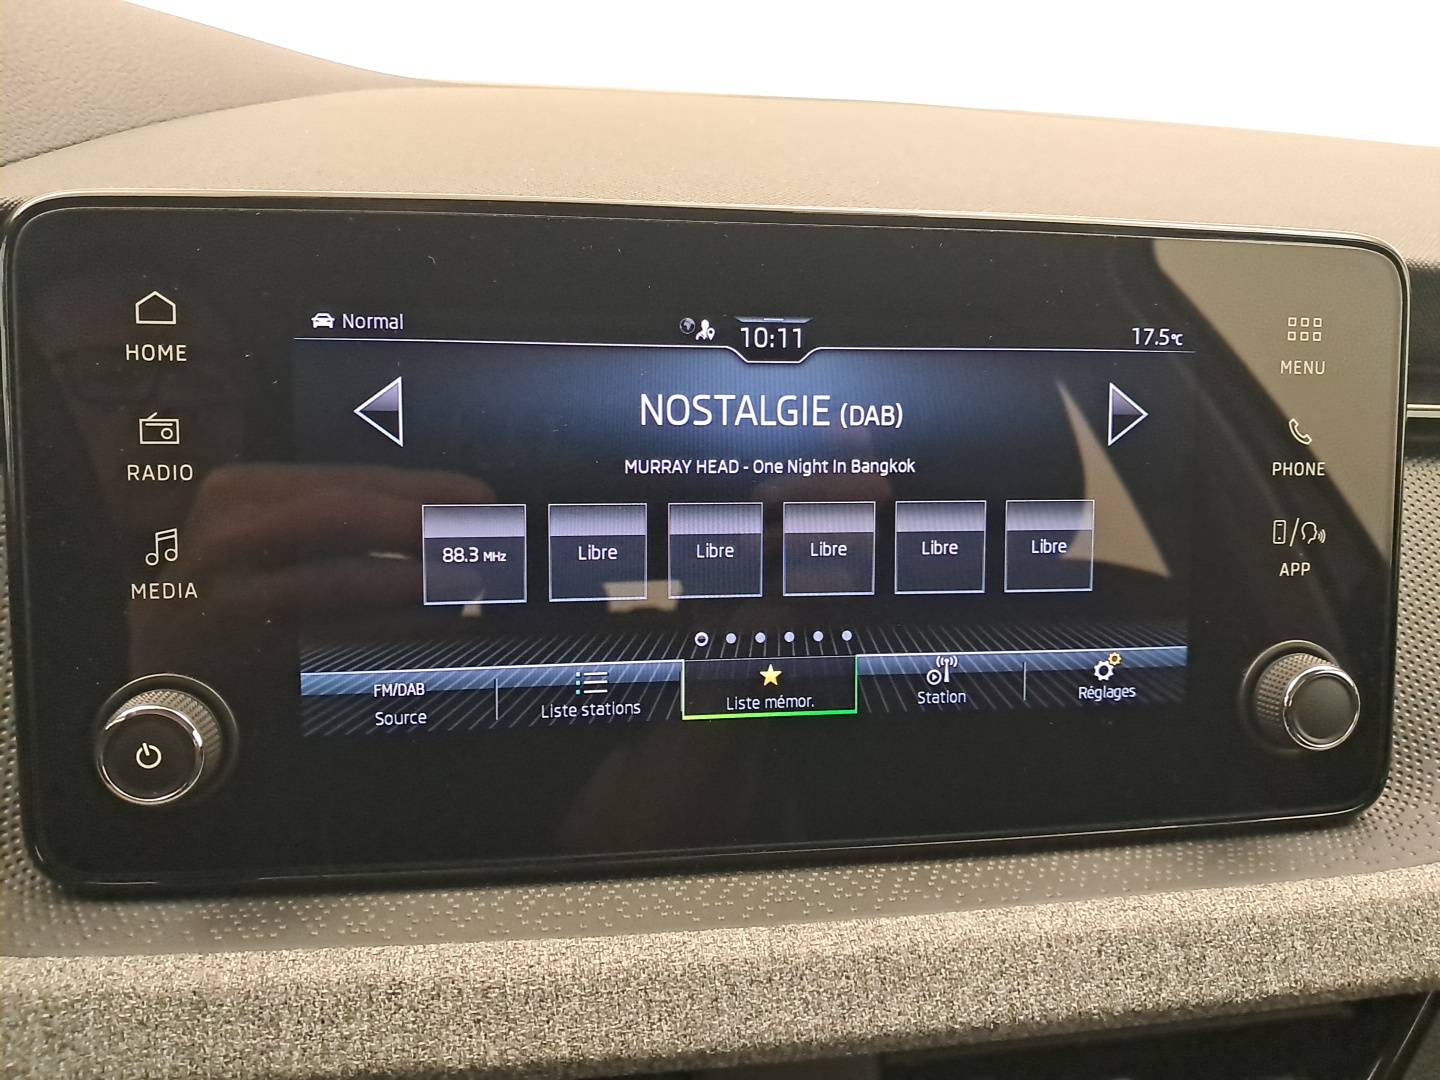 Normal
10:11
17.5°C
HOME
RADIO
MEDIA
NOSTALGIE (DAB)
MURRAY HEAD - One Night In Bangkok
88.3 MHz
Libre
Libre
Libre
Libre
Libre
FM/DAB
Source
Liste stations
Liste mémor.
Station
Réglages
MENU
PHONE
APP